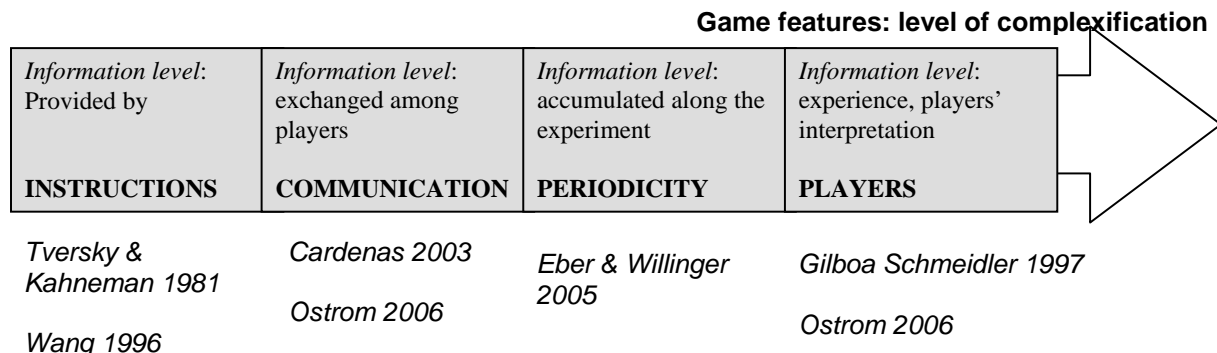 Game features: level of complexification
Information level:
Provided by
INSTRUCTIONS
Information level:
exchanged among
players
COMMUNICATION
Information level:
accumulated along the
experiment
PERIODICITY
Information level:
experience, players’
interpretation
PLAYERS
Tversky &
Kahneman 1981
Wang 1996
Cardenas 2003
Ostrom 2006
Eber & Willinger
2005
Gilboa Schmeidler 1997
Ostrom 2006